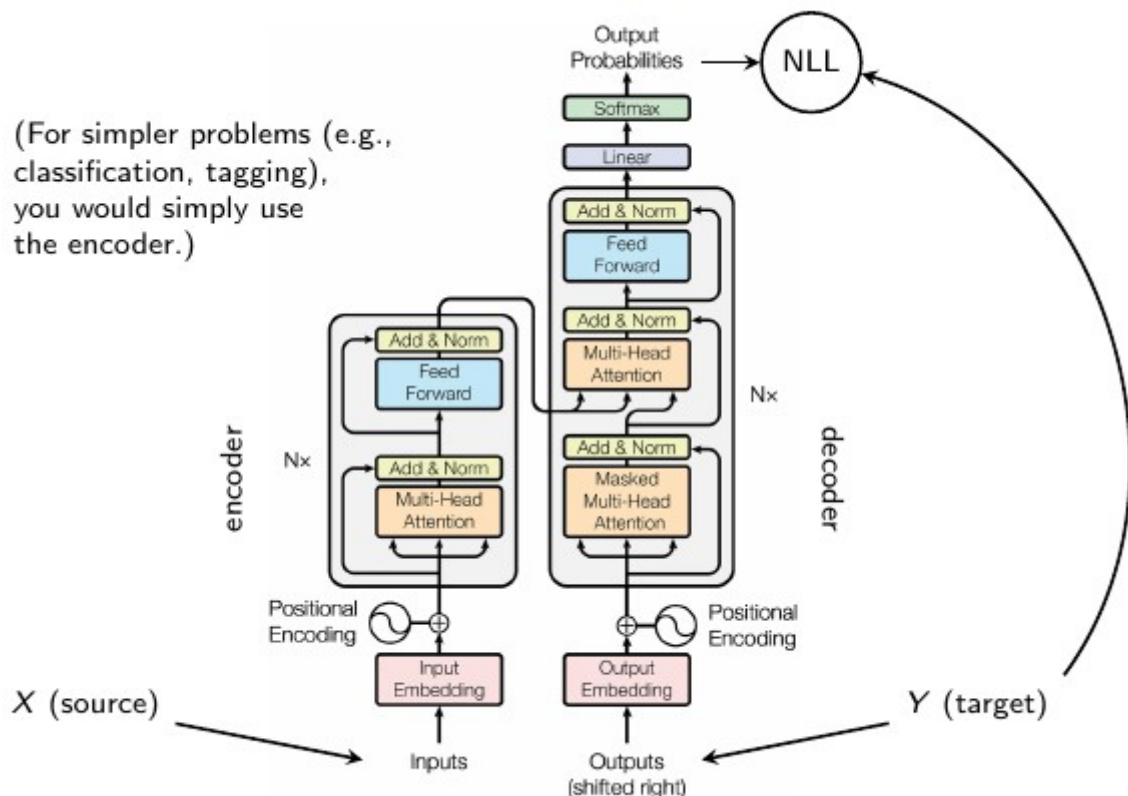 Output
Probabilities
NLL
Softmax
(For simpler problems (e.g.,
classification, tagging),
you would simply use
the encoder.)
Linear
Add & Norm
Feed
Forward
Add & Norm
Multi-Head
Attention
Add & Norm
Masked
Multi-Head
Attention
N×
decoder
Add & Norm
Feed
Forward
Add & Norm
Multi-Head
Attention
N×
encoder
Positional
Encoding
Positional
Encoding
Input
Embedding
Output
Embedding
X (source)
Y (target)
Inputs
Outputs
(shifted right)